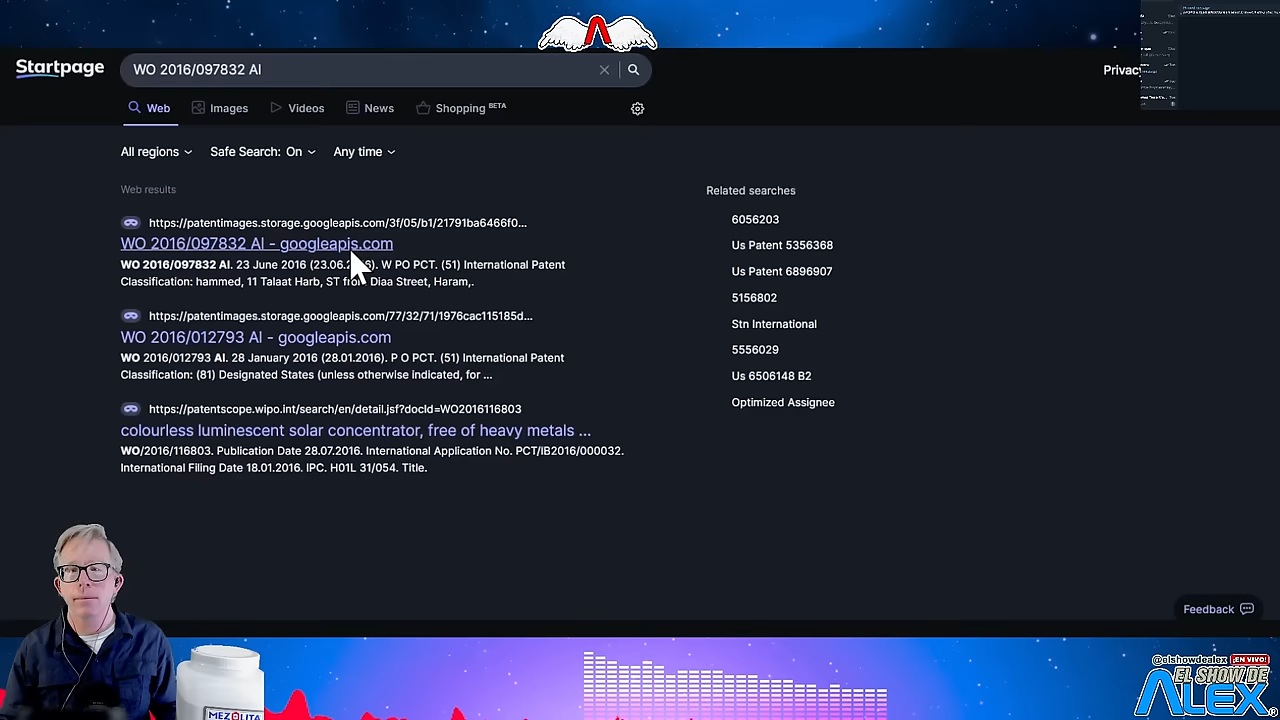 Startpage
WO 2016/097832 AI
Privac
Web
Images
Videos
News
Shopping BETA
All regions
Safe Search: On
Any time
Web results
https://patentimages.storage.googleapis.com/3f/05/b1/21791ba6466f0...
WO 2016/097832 AI - googleapis.com
WO 2016/097832 AI. 23 June 2016 (23.06.2016). W PO PCT. (51) International Patent
Classification: hammed, 11 Talaat Harb, ST from Diaa Street, Haram,.
https://patentimages.storage.googleapis.com/77/32/71/1976cac115185d...
WO 2016/012793 AI - googleapis.com
WO 2016/012793 AI. 28 January 2016 (28.01.2016). P O PCT. (51) International Patent
Classification: (81) Designated States (unless otherwise indicated, for ...
https://patentscope.wipo.int/search/en/detail.jsf?docId=WO2016116803
colourless luminescent solar concentrator, free of heavy metals ...
WO/2016/116803. Publication Date 28.07.2016. International Application No. PCT/IB2016/000032.
International Filing Date 18.01.2016. IPC. H01L 31/054. Title.
Related searches
6056203
Us Patent 5356368
Us Patent 6896907
5156802
Stn International
5556029
Us 6506148 B2
Optimized Assignee
Feedback
MEZQLITA
@elshowdealex ¡EN VIVO!
EL SHOW DE
ALEX